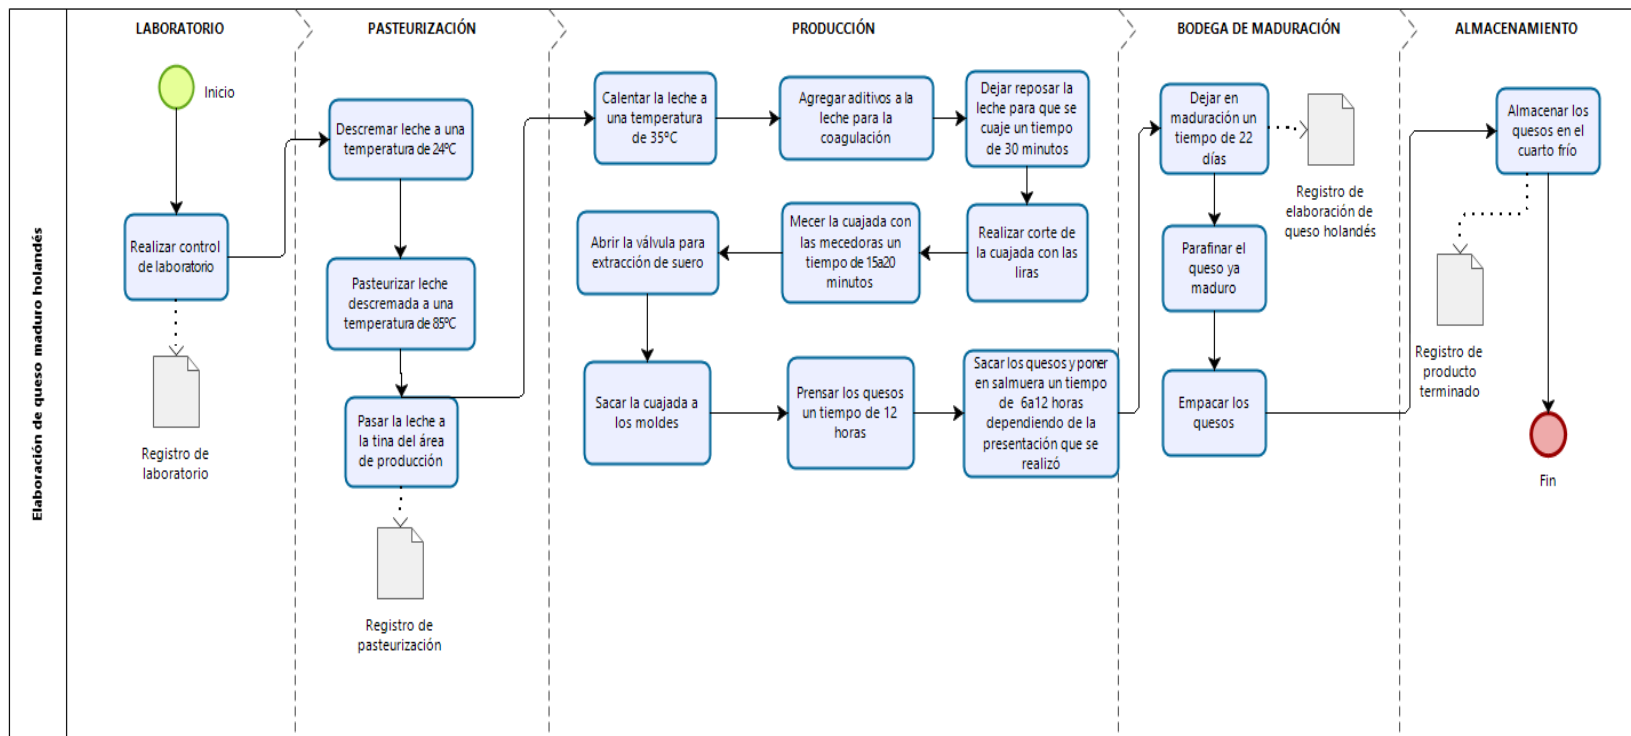 Elaboración de queso maduro holandés
LABORATORIO
Inicio
Realizar control
de laboratorio
Registro de
laboratorio
PASTEURIZACIÓN
Descremar leche a una
temperatura de 24ºC
Pasteurizar leche
descremada a una
temperatura de 85ºC
Pasar la leche a
la tina del área
de producción
Registro de
pasteurización
PRODUCCIÓN
Calentar la leche a
una temperatura
de 35ºC
Agregar aditivos a la
leche para la
coagulación
Dejar reposar la
leche para que se
cuaje un tiempo
de 30 minutos
Realizar corte de
la cuajada con las
liras
Mecer la cuajada con
las mecedoras un
tiempo de 15a20
minutos
Abrir la válvula para
extracción de suero
Sacar la cuajada a
los moldes
Prensar los quesos
un tiempo de 12
horas
Sacar los quesos y poner
en salmuera un tiempo
de 6a12 horas
dependiendo de la
presentación que se
realizó
BODEGA DE MADURACIÓN
Dejar en
maduración un
tiempo de 22
días
Registro de
elaboración de
queso holandés
Parafinar el
queso ya
maduro
Empacar los
quesos
ALMACENAMIENTO
Almacenar los
quesos en el
cuarto frío
Registro de
producto
terminado
Fin